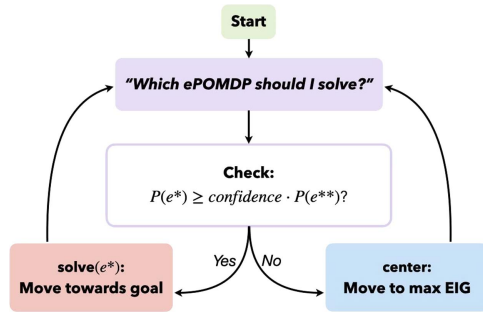 Start
"Which ePOMDP should I solve?"
Check:
P(e*) ≥ confidence · P(e**)?
Yes
No
solve(e*):
Move towards goal
center:
Move to max EIG